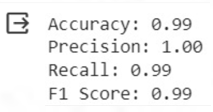 Accuracy: 0.99
Precision: 1.00
Recall: 0.99
F1 Score: 0.99